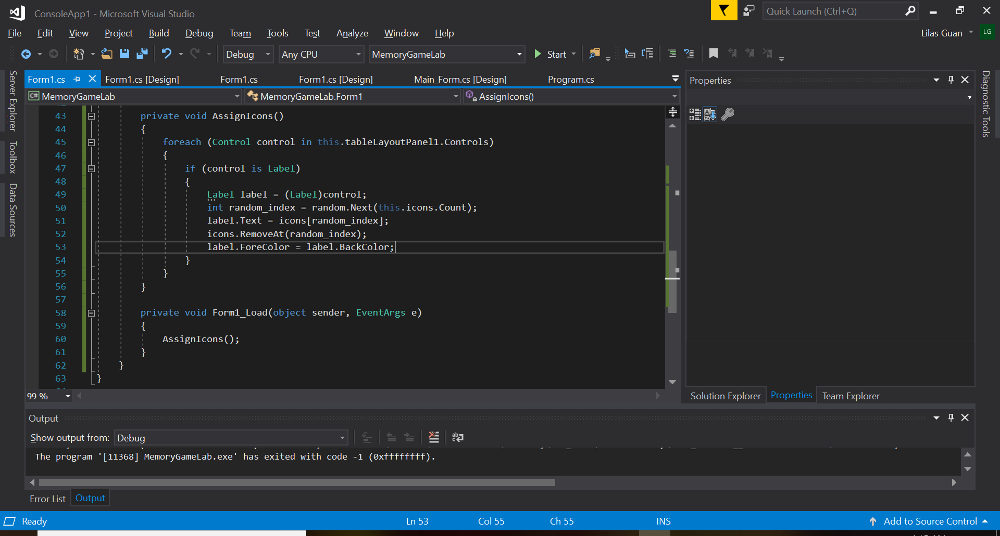 ConsoleApp1 - Microsoft Visual Studio
Quick Launch (Ctrl+Q)
File Edit View Project Build Debug Team Tools Test Analyze Window Help
Lilas Guan LG
Debug Any CPU MemoryGameLab Start
Server Explorer
Toolbox
Data Sources
Form1.cs Form1.cs [Design] Form1.cs Form1.cs [Design] Main_Form.cs [Design] Program.cs
C# MemoryGameLab MemoryGameLab.Form1 AssignIcons()
43 private void AssignIcons()
44 {
45 foreach (Control control in this.tableLayoutPanel1.Controls)
46 {
47 if (control is Label)
48 {
49 Label label = (Label)control;
50 int random_index = random.Next(this.icons.Count);
51 label.Text = icons[random_index];
52 icons.RemoveAt(random_index);
53 label.ForeColor = label.BackColor;
54 }
55 }
56 }
57
58 private void Form1_Load(object sender, EventArgs e)
59 {
60 AssignIcons();
61 }
62 }
63 }
99 %
Properties
Diagnostic Tools
Solution Explorer Properties Team Explorer
Output
Show output from: Debug
The program '[11368] MemoryGameLab.exe' has exited with code -1 (0xffffffff).
Error List Output
Ready Ln 53 Col 55 Ch 55 INS Add to Source Control